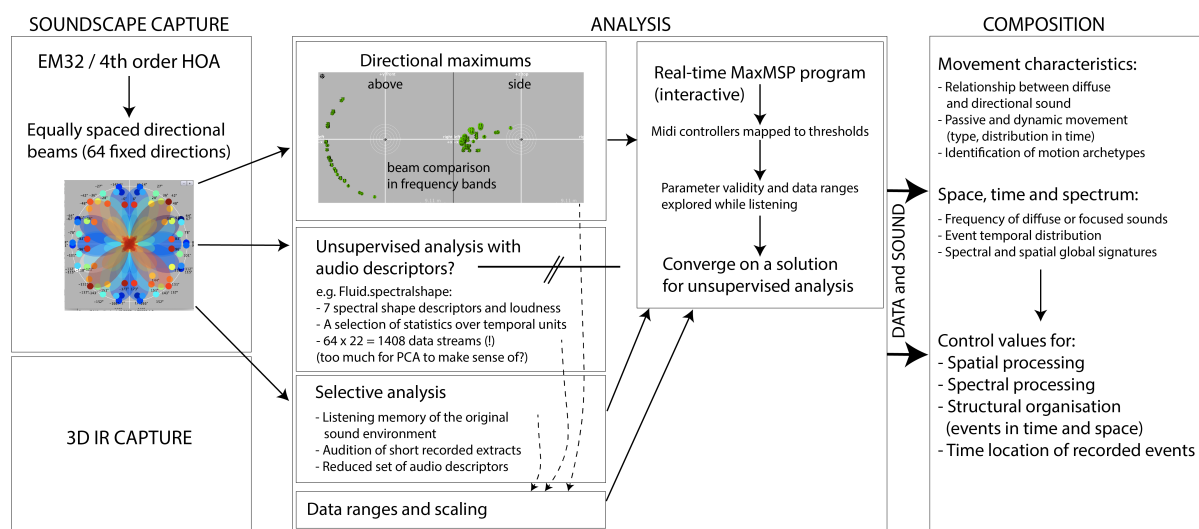 SOUNDSCAPE CAPTURE
EM32 / 4th order HOA
Equally spaced directional
beams (64 fixed directions)
3D IR CAPTURE
ANALYSIS
Directional maximums
above
side
beam comparison
in frequency bands
Unsupervised analysis with
audio descriptors?
e.g. Fluid.spectralshape:
- 7 spectral shape descriptors and loudness
- A selection of statistics over temporal units
- 64 x 22 = 1408 data streams (!)
(too much for PCA to make sense of?)
Selective analysis
- Listening memory of the original
sound environment
- Audition of short recorded extracts
- Reduced set of audio descriptors
Data ranges and scaling
Real-time MaxMSP program
(interactive)
Midi controllers mapped to thresholds
Parameter validity and data ranges
explored while listening
Converge on a solution
for unsupervised analysis
DATA and SOUND
COMPOSITION
Movement characteristics:
- Relationship between diffuse
and directional sound
- Passive and dynamic movement
(type, distribution in time)
- Identification of motion archetypes
Space, time and spectrum:
- Frequency of diffuse or focused sounds
- Event temporal distribution
- Spectral and spatial global signatures
Control values for:
- Spatial processing
- Spectral processing
- Structural organisation
(events in time and space)
- Time location of recorded events